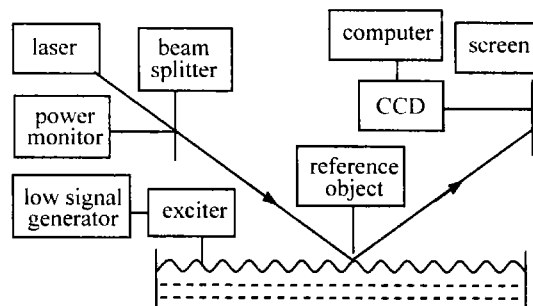 laser
beam
splitter
computer
screen
power
monitor
CCD
reference
object
low signal
generator
exciter